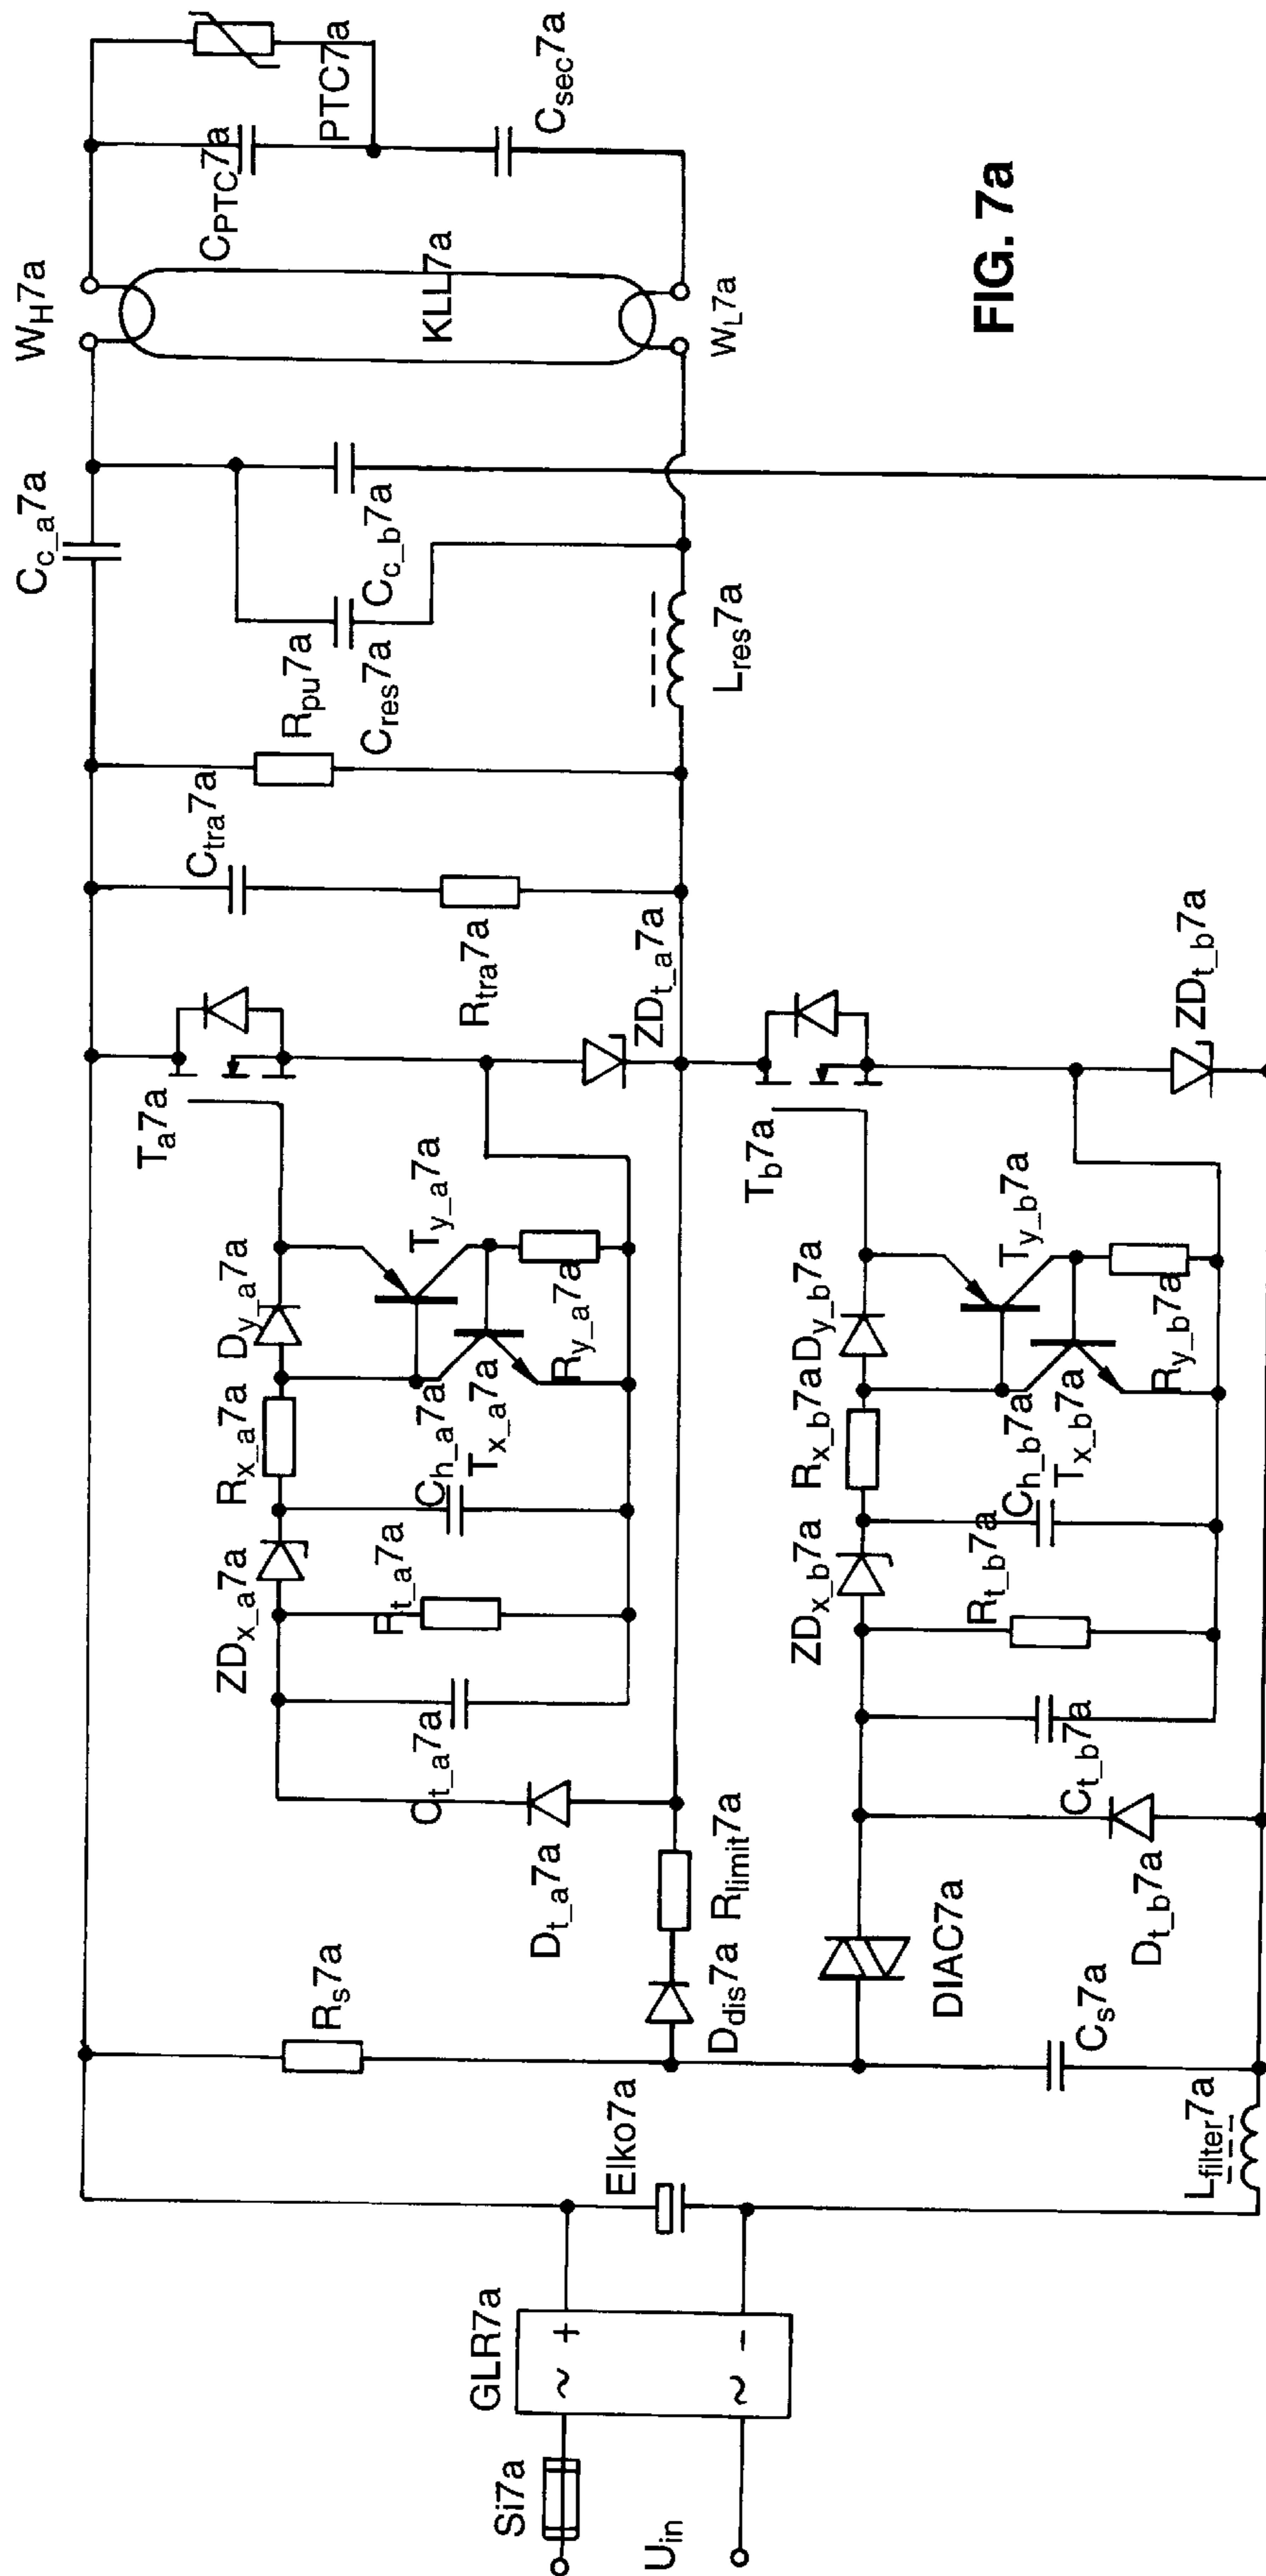 Si7a
U_in
GLR7a
~ +
~ -
Elko7a
L_filter7a
R_s7a
D_dis7a
R_limit7a
DIAC7a
C_s7a
D_t_a7a
D_t_b7a
C_t_a7a
C_t_b7a
ZD_x_a7a
R_t_a7a
ZD_x_b7a
R_t_b7a
R_x_a7a
C_h_a7a
R_x_b7a
C_h_b7a
D_y_a7a
T_x_a7a
D_y_b7a
T_x_b7a
T_y_a7a
R_y_a7a
T_y_b7a
R_y_b7a
T_a7a
T_b7a
ZD_t_a7a
ZD_t_b7a
C_tra7a
R_tra7a
R_pu7a
C_res7a
L_res7a
C_c_a7a
C_c_b7a
W_H7a
KLL7a
W_L7a
C_PTC7a
PTC7a
C_sec7a
FIG. 7a